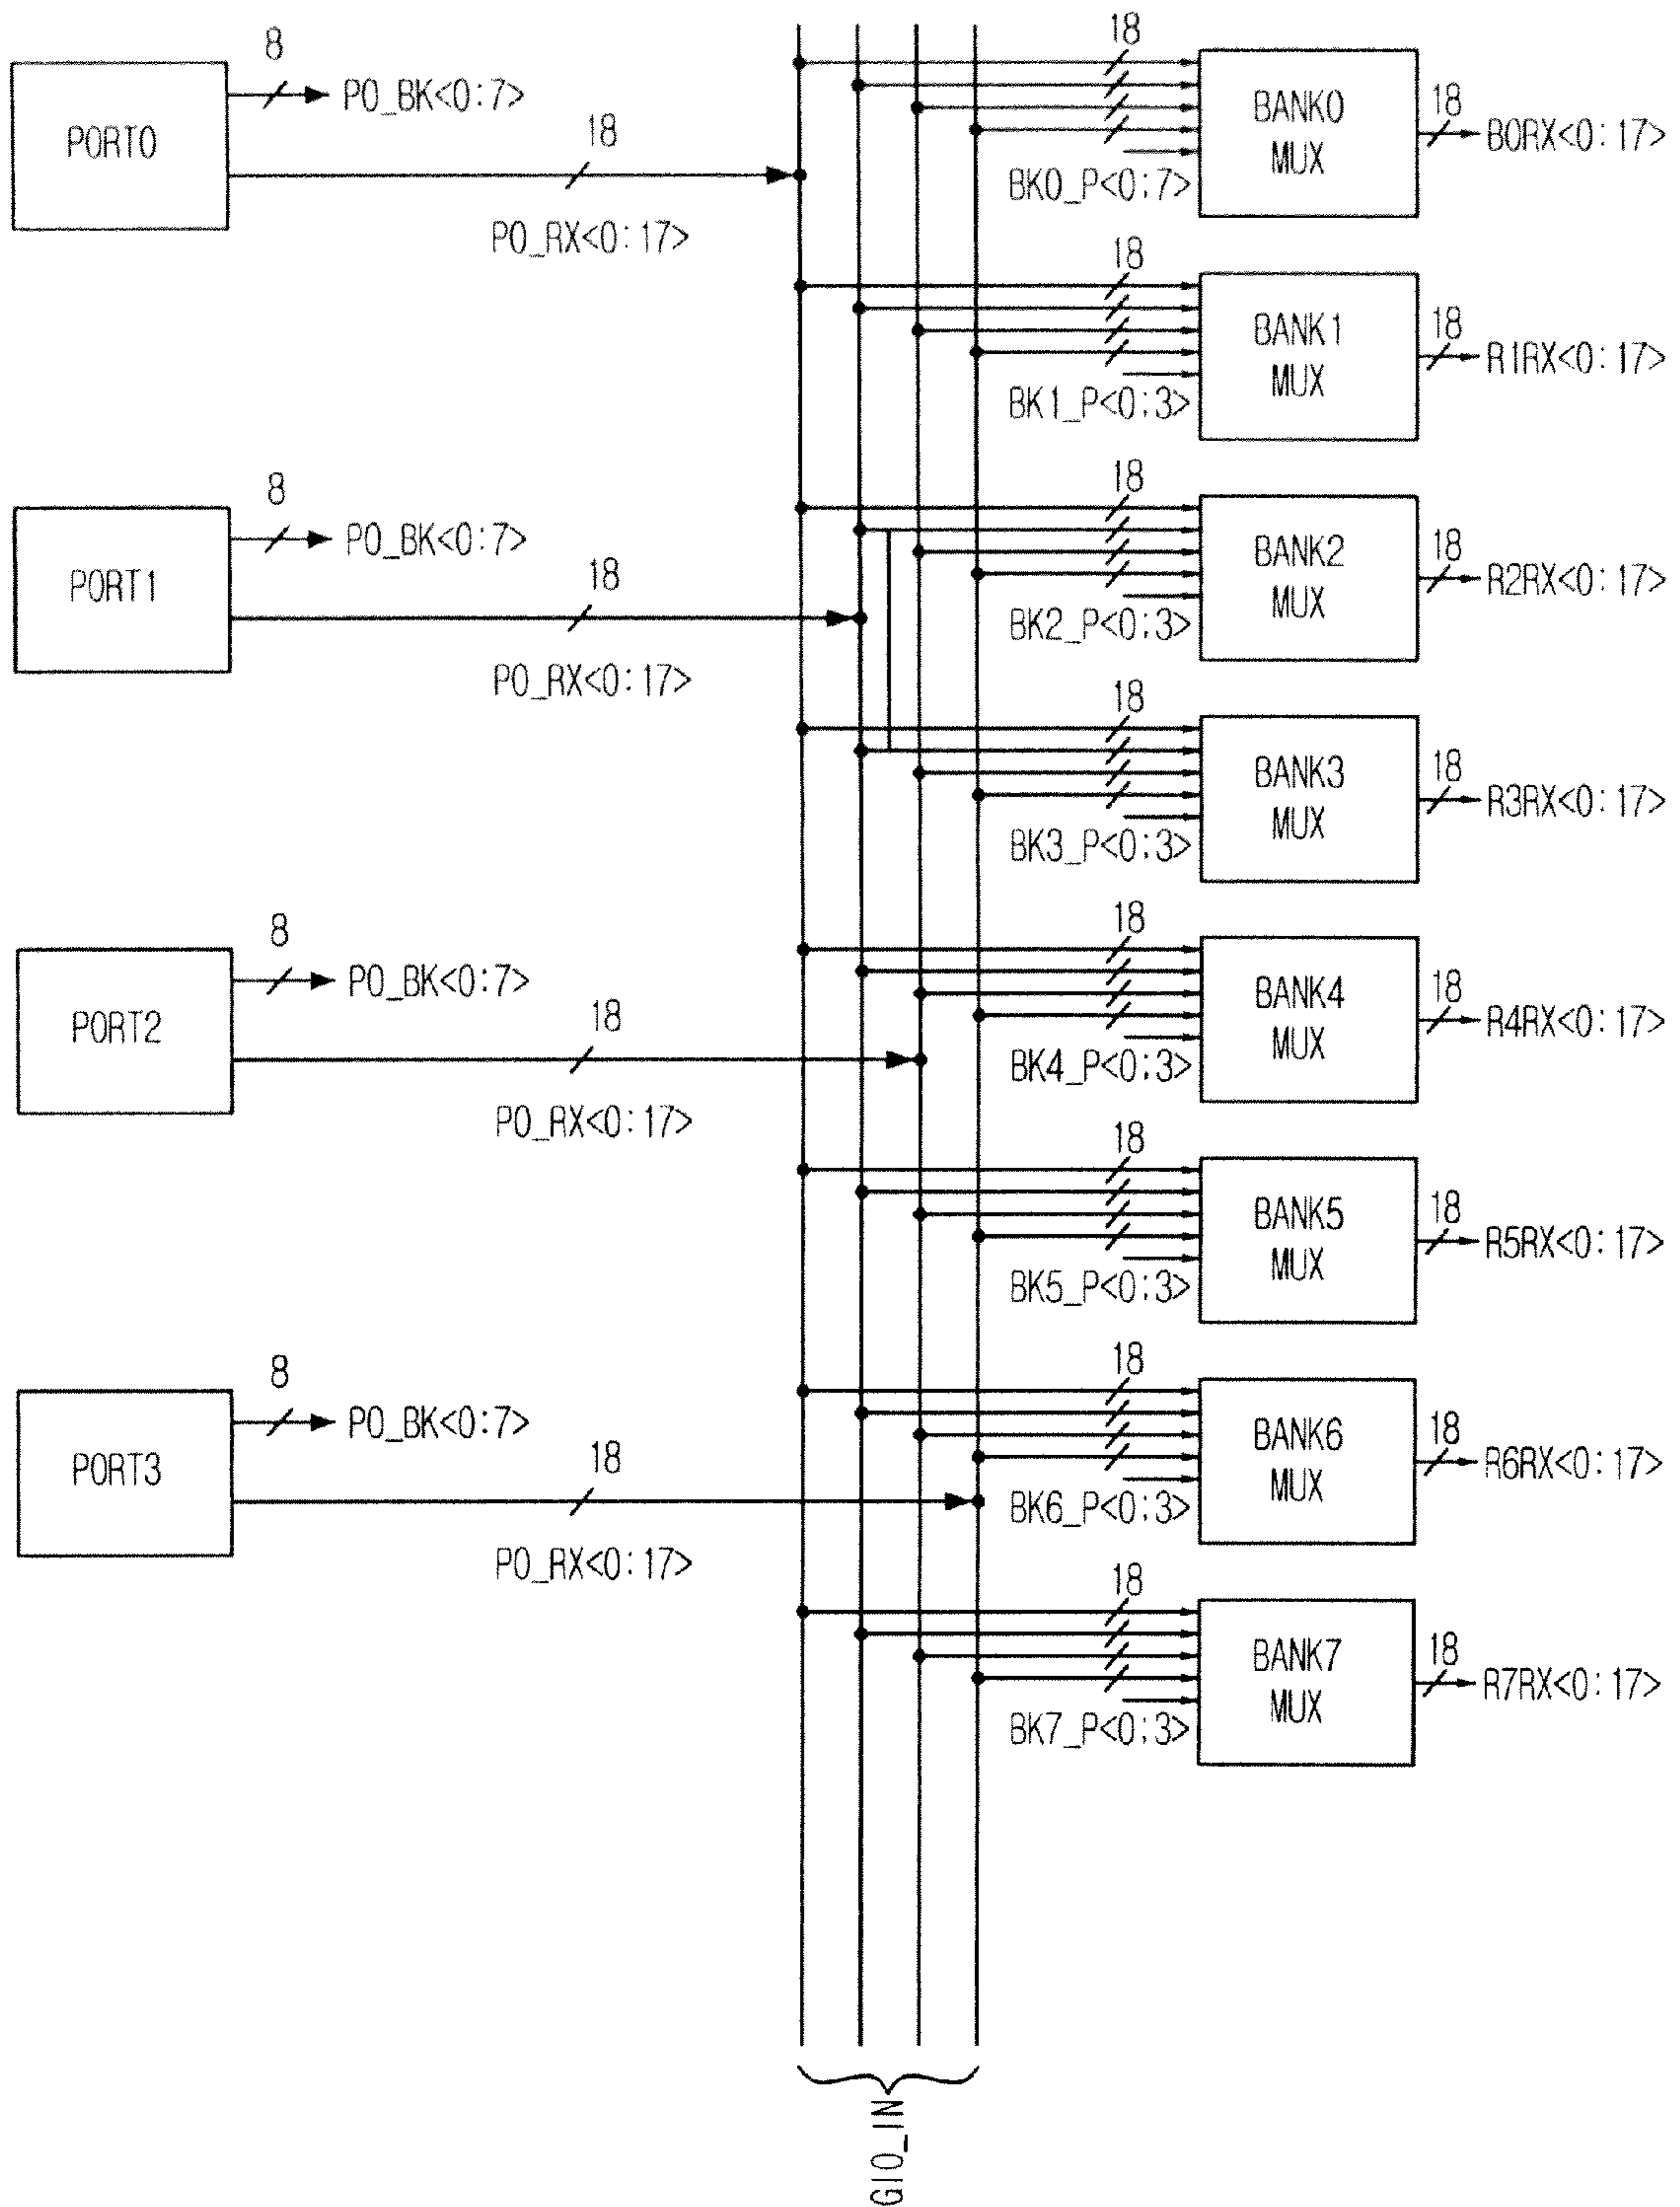 8
P0_BK<0:7>
PORT0
18
P0_RX<0:17>
8
P0_BK<0:7>
PORT1
18
P0_RX<0:17>
8
P0_BK<0:7>
PORT2
18
P0_RX<0:17>
8
P0_BK<0:7>
PORT3
18
P0_RX<0:17>
18
BANK0
MUX
BK0_P<0:7>
18
B0RX<0:17>
18
BANK1
MUX
BK1_P<0:3>
18
R1RX<0:17>
18
BANK2
MUX
BK2_P<0:3>
18
R2RX<0:17>
18
BANK3
MUX
BK3_P<0:3>
18
R3RX<0:17>
18
BANK4
MUX
BK4_P<0:3>
18
R4RX<0:17>
18
BANK5
MUX
BK5_P<0:3>
18
R5RX<0:17>
18
BANK6
MUX
BK6_P<0:3>
18
R6RX<0:17>
18
BANK7
MUX
BK7_P<0:3>
18
R7RX<0:17>
GIO_IN